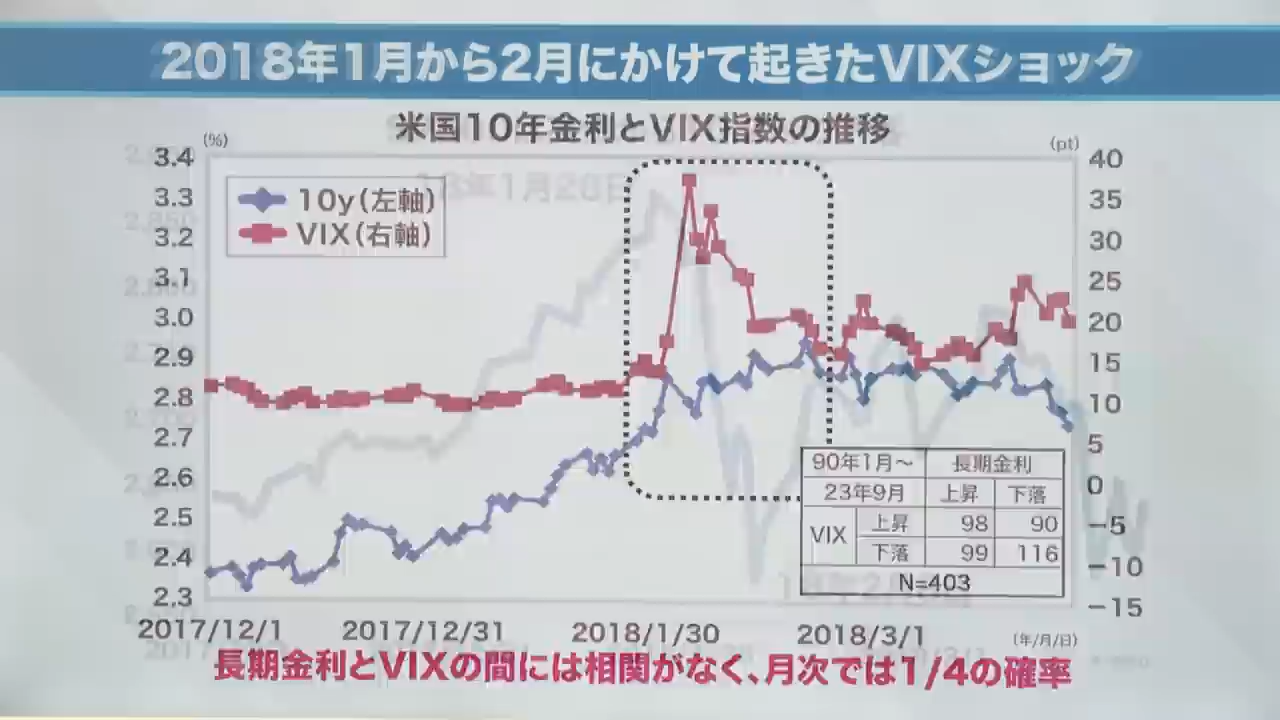 2018年1月から2月にかけて起きたVIXショック
米国10年金利とVIX指数の推移
(%)
(pt)
3.4
3.3
3.2
3.1
3.0
2.9
2.8
2.7
2.6
2.5
2.4
2.3
40
35
30
25
20
15
10
5
0
−5
−10
−15
10y(左軸)
VIX(右軸)
90年1月〜 長期金利
23年9月 上昇 下落
VIX 上昇 98 90
下落 99 116
N=403
2017/12/1 2017/12/31 2018/1/30 2018/3/1 (年/月/日)
長期金利とVIXの間には相関がなく、月次では1/4の確率